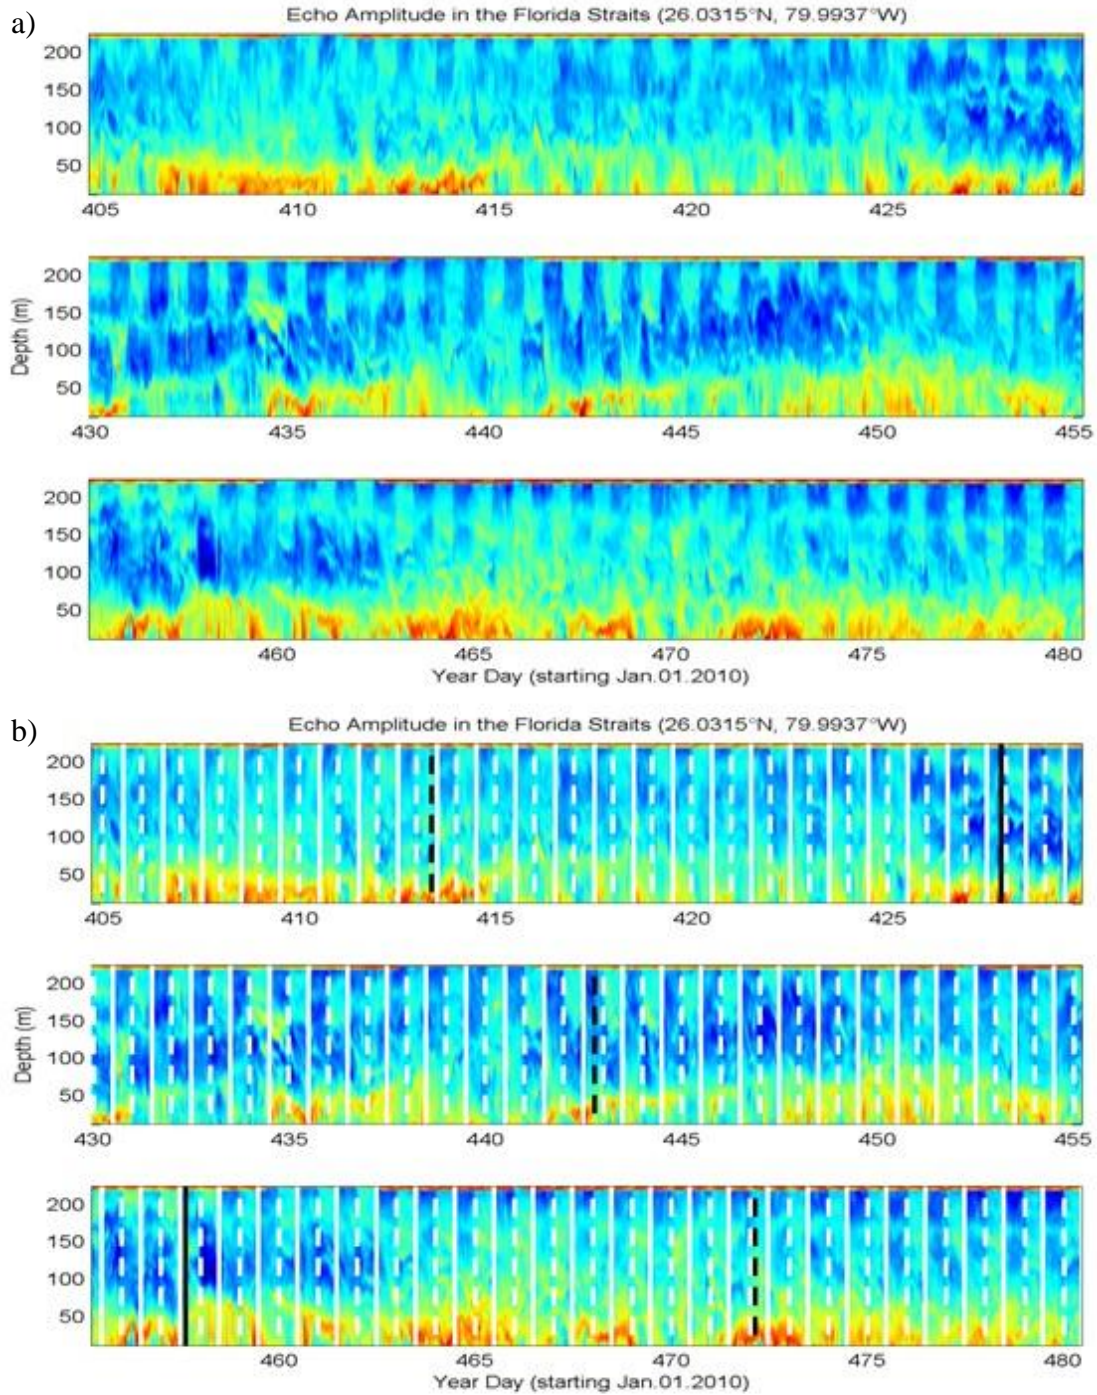 a)
Echo Amplitude in the Florida Straits (26.0315°N, 79.9937°W)
200
150
100
50
405 410 415 420 425
200
150
100
50
Depth (m)
430 435 440 445 450 455
200
150
100
50
460 465 470 475 480
Year Day (starting Jan.01.2010)
b)
Echo Amplitude in the Florida Straits (26.0315°N, 79.9937°W)
200
150
100
50
405 410 415 420 425
200
150
100
50
Depth (m)
430 435 440 445 450 455
200
150
100
50
460 465 470 475 480
Year Day (starting Jan.01.2010)